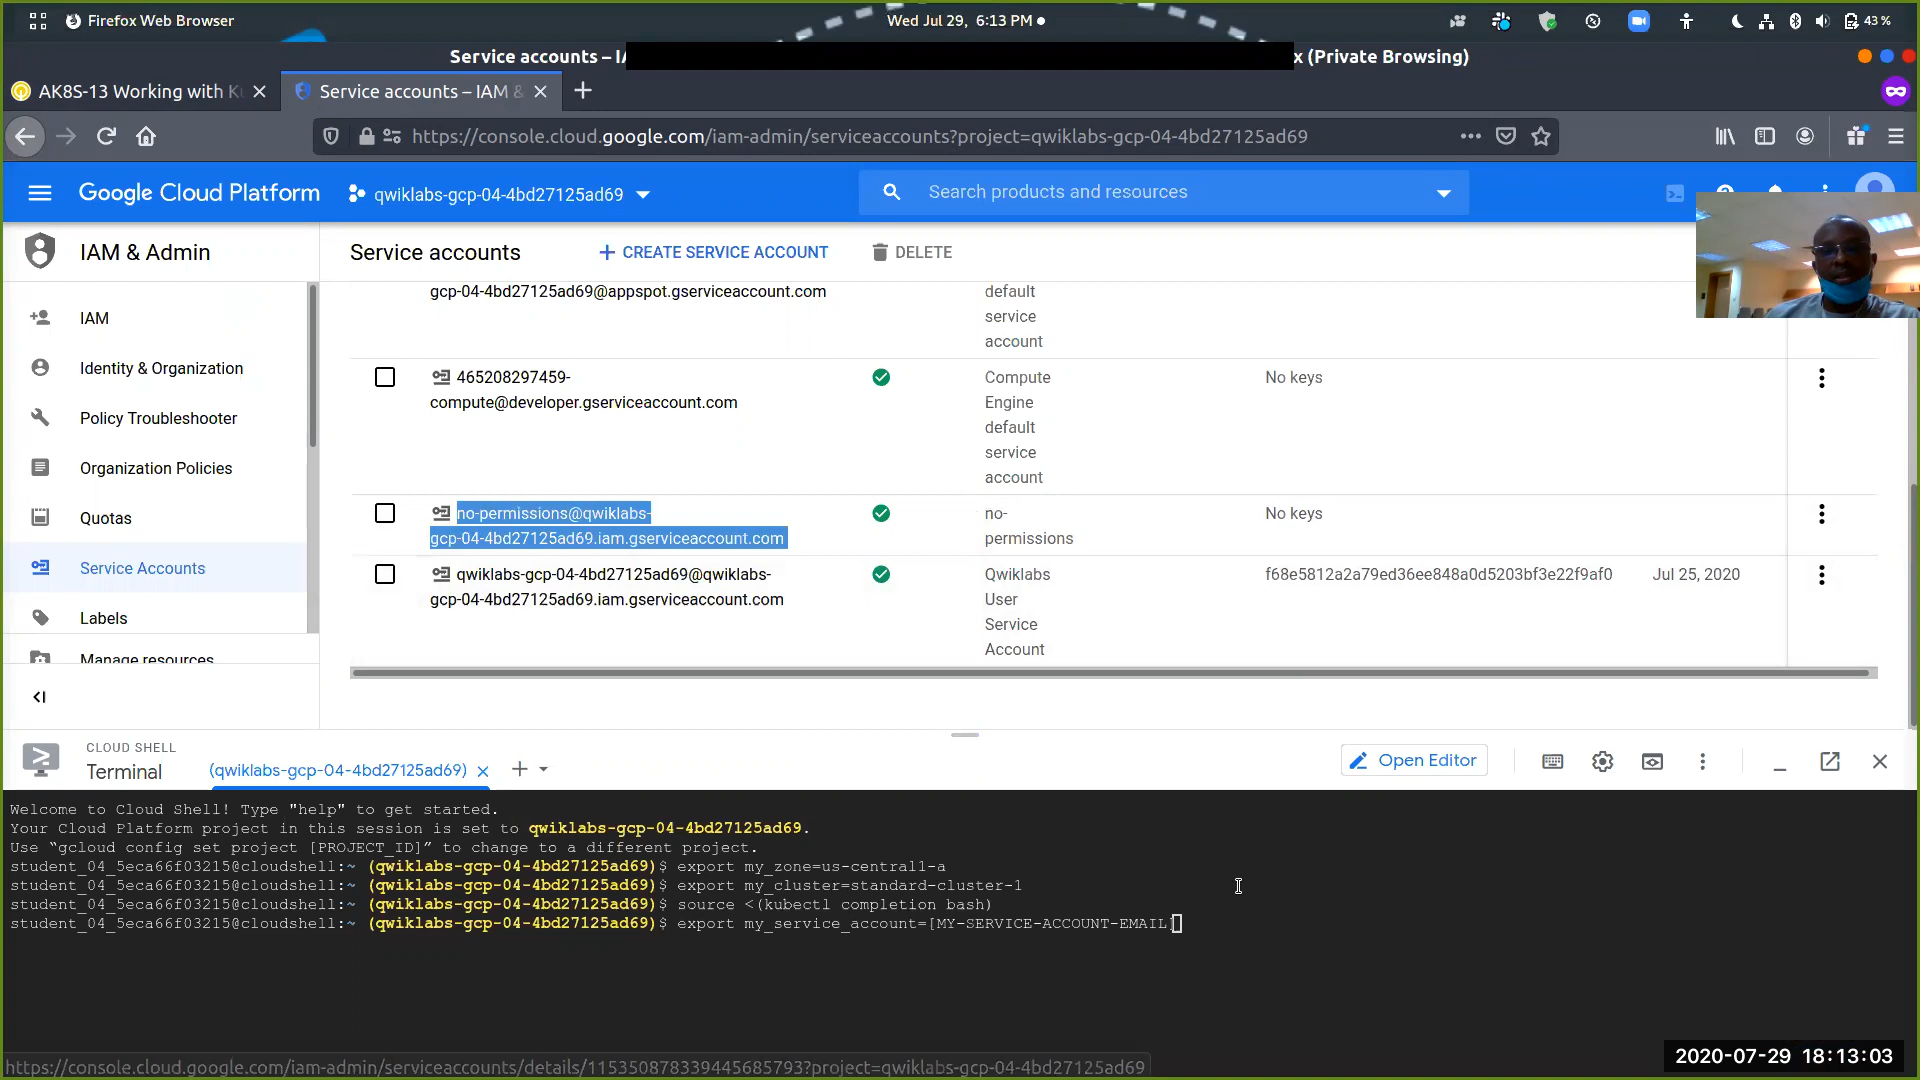 Firefox Web Browser
Wed Jul 29, 6:13 PM
43 %
Service accounts – IA
x (Private Browsing)
AK8S-13 Working with Ku
Service accounts – IAM &
https://console.cloud.google.com/iam-admin/serviceaccounts?project=qwiklabs-gcp-04-4bd27125ad69
Google Cloud Platform
qwiklabs-gcp-04-4bd27125ad69
Search products and resources
IAM & Admin
Service accounts
CREATE SERVICE ACCOUNT
DELETE
IAM
Identity & Organization
Policy Troubleshooter
Organization Policies
Quotas
Service Accounts
Labels
Manage resources
gcp-04-4bd27125ad69@appspot.gserviceaccount.com
default
service
account
465208297459-
compute@developer.gserviceaccount.com
Compute
Engine
default
service
account
No keys
no-permissions@qwiklabs-
gcp-04-4bd27125ad69.iam.gserviceaccount.com
no-
permissions
No keys
qwiklabs-gcp-04-4bd27125ad69@qwiklabs-
gcp-04-4bd27125ad69.iam.gserviceaccount.com
Qwiklabs
User
Service
Account
f68e5812a2a79ed36ee848a0d5203bf3e22f9af0
Jul 25, 2020
CLOUD SHELL
Terminal
(qwiklabs-gcp-04-4bd27125ad69)
Open Editor
Welcome to Cloud Shell! Type "help" to get started.
Your Cloud Platform project in this session is set to qwiklabs-gcp-04-4bd27125ad69.
Use “gcloud config set project [PROJECT_ID]” to change to a different project.
student_04_5eca66f03215@cloudshell:~ (qwiklabs-gcp-04-4bd27125ad69)$ export my_zone=us-central1-a
student_04_5eca66f03215@cloudshell:~ (qwiklabs-gcp-04-4bd27125ad69)$ export my_cluster=standard-cluster-1
student_04_5eca66f03215@cloudshell:~ (qwiklabs-gcp-04-4bd27125ad69)$ source <(kubectl completion bash)
student_04_5eca66f03215@cloudshell:~ (qwiklabs-gcp-04-4bd27125ad69)$ export my_service_account=[MY-SERVICE-ACCOUNT-EMAIL]
https://console.cloud.google.com/iam-admin/serviceaccounts/details/115350878339445685793?project=qwiklabs-gcp-04-4bd27125ad69
2020-07-29 18:13:03